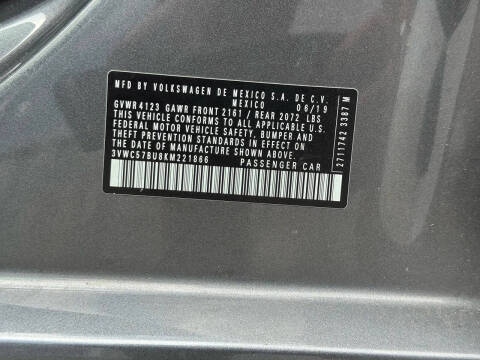 MFD BY VOLKSWAGEN DE MEXICO S.A. DE C.V.
MEXICO 06/19
GVWR 4123 GAWR FRONT 2161 / REAR 2072 LBS
THIS VEHICLE CONFORMS TO ALL APPLICABLE U.S.
FEDERAL MOTOR VEHICLE SAFETY, BUMPER AND
THEFT PREVENTION STANDARDS IN EFFECT ON
THE DATE OF MANUFACTURE SHOWN ABOVE.
3VWC57BU8KM221866 PASSENGER CAR
2711742 3387 M